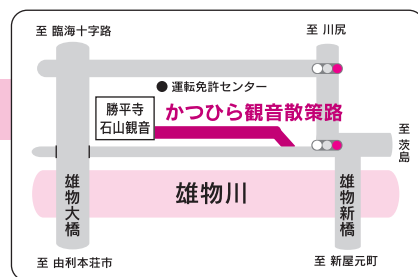 至 臨海十字路
至 川尻
●運転免許センター
勝平寺
石山観音
かつひら観音散策路
至 茨島
雄物大橋
雄物川
雄物新橋
至 由利本荘市
至 新屋元町